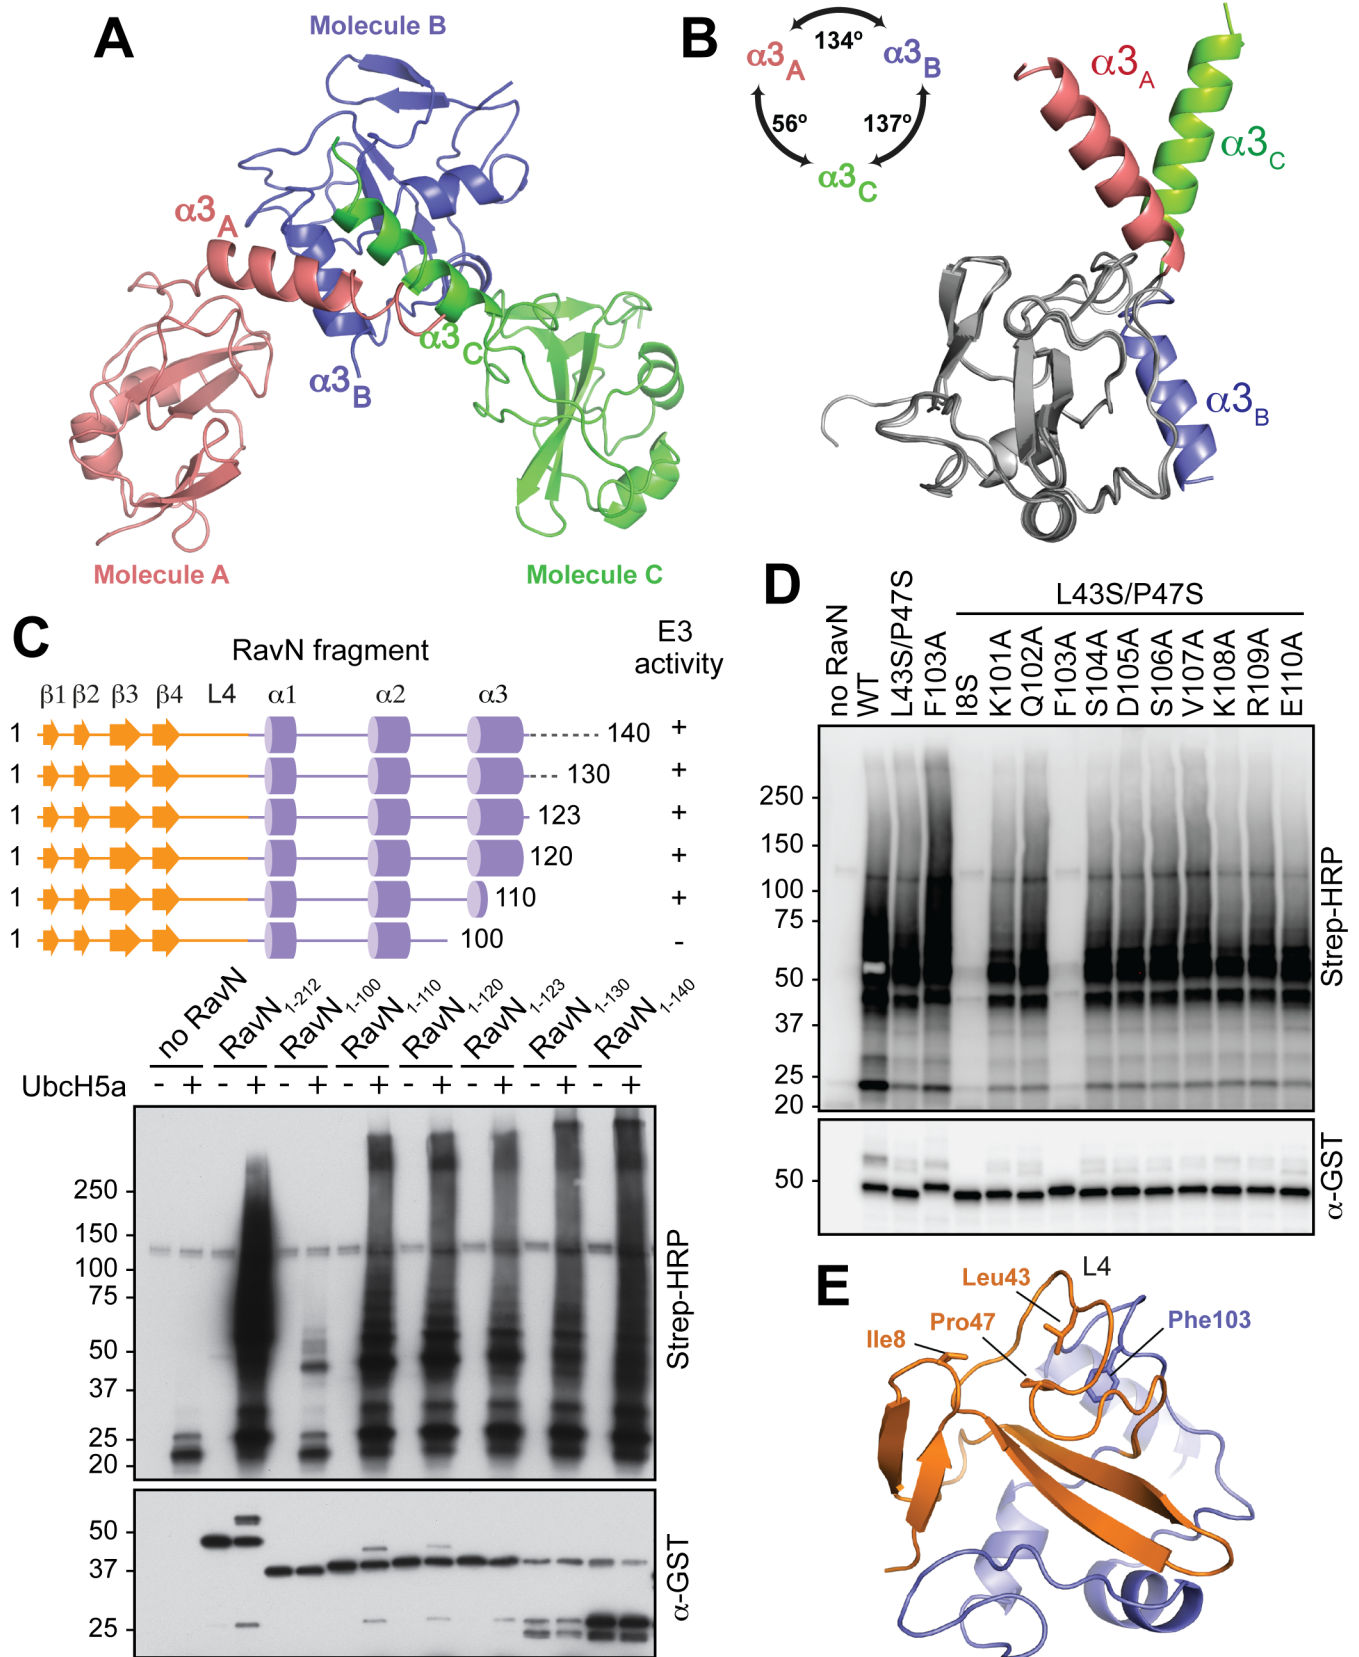 A
Molecule B
α3A
α3B
α3C
Molecule A
Molecule C
B
α3A 134º α3B
56º 137º
α3C
α3A
α3C
α3B
C
RavN fragment
E3 activity
β1 β2 β3 β4 L4 α1 α2 α3
1 140 +
1 130 +
1 123 +
1 120 +
1 110 +
1 100 -
no RavN RavN1-212 RavN1-100 RavN1-110 RavN1-120 RavN1-123 RavN1-130 RavN1-140
UbcH5a - + - + - + - + - + - + - + - +
250
150
100
75
50
37
25
20
Strep-HRP
50
37
25
α-GST
D
L43S/P47S
no RavN WT L43S/P47S F103A I8S K101A Q102A F103A S104A D105A S106A V107A K108A R109A E110A
250
150
100
75
50
37
25
20
Strep-HRP
50
α-GST
E
L4
Leu43
Pro47
Ile8
Phe103